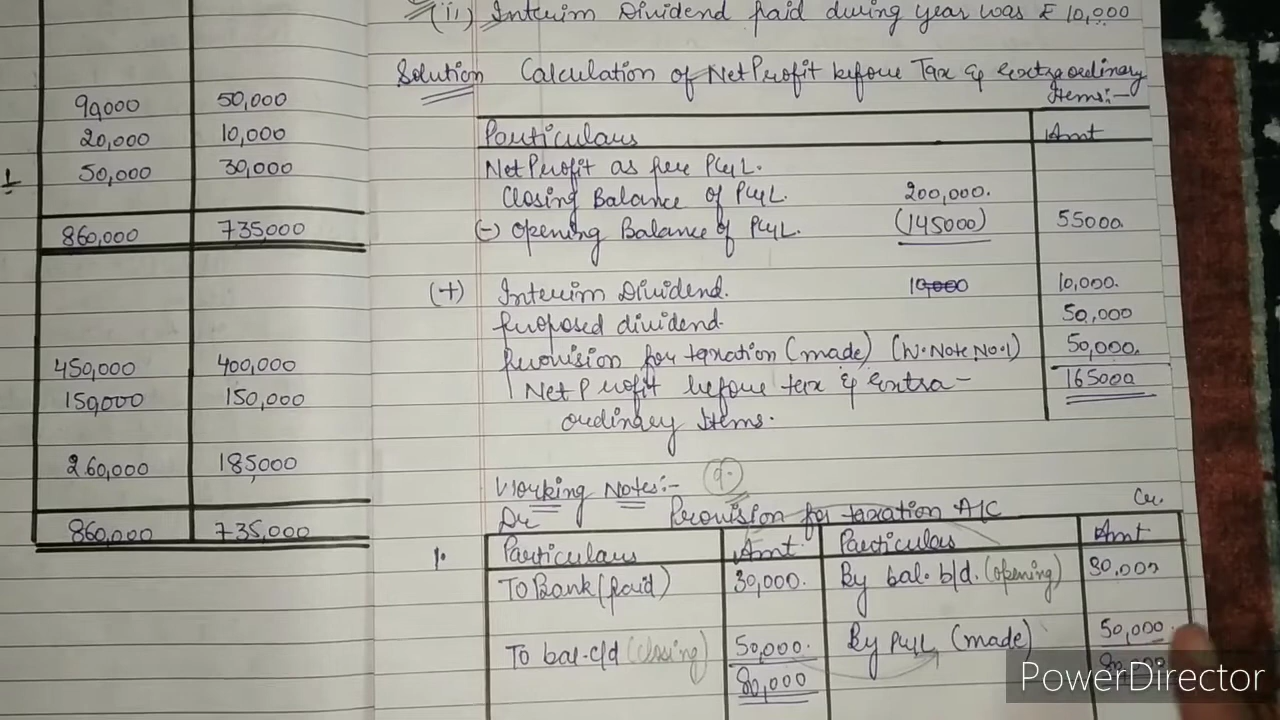 (ii) Interim Dividend paid during year was ₹ 10,000
Solution Calculation of Net Profit before Tax & extraordinary
Items:-
90,000 50,000
20,000 10,000
50,000 30,000
860,000 735000
450,000 400,000
150,000 150,000
260,000 185000
860,000 735,000
Particulars Amt
Net Profit as per P&L.
Closing Balance of P&L. 200,000.
(-) Opening Balance of P&L. (145000) 55000
(+) Interim Dividend. 10,000 10,000.
Proposed dividend. 50,000
Provision for taxation (made) (W. Note No.1) 50,000.
Net Profit before tax & extra- 165000
ordinary Items.
Working Notes:-
Dr Provision for taxation A/C Cr.
1. Particulars Amt Particulars Amt
To Bank (paid) 30,000. By bal. b/d. (opening) 30,000
To bal. c/d (closing) 50,000. By P&L (made) 50,000.
80,000 80,000
PowerDirector